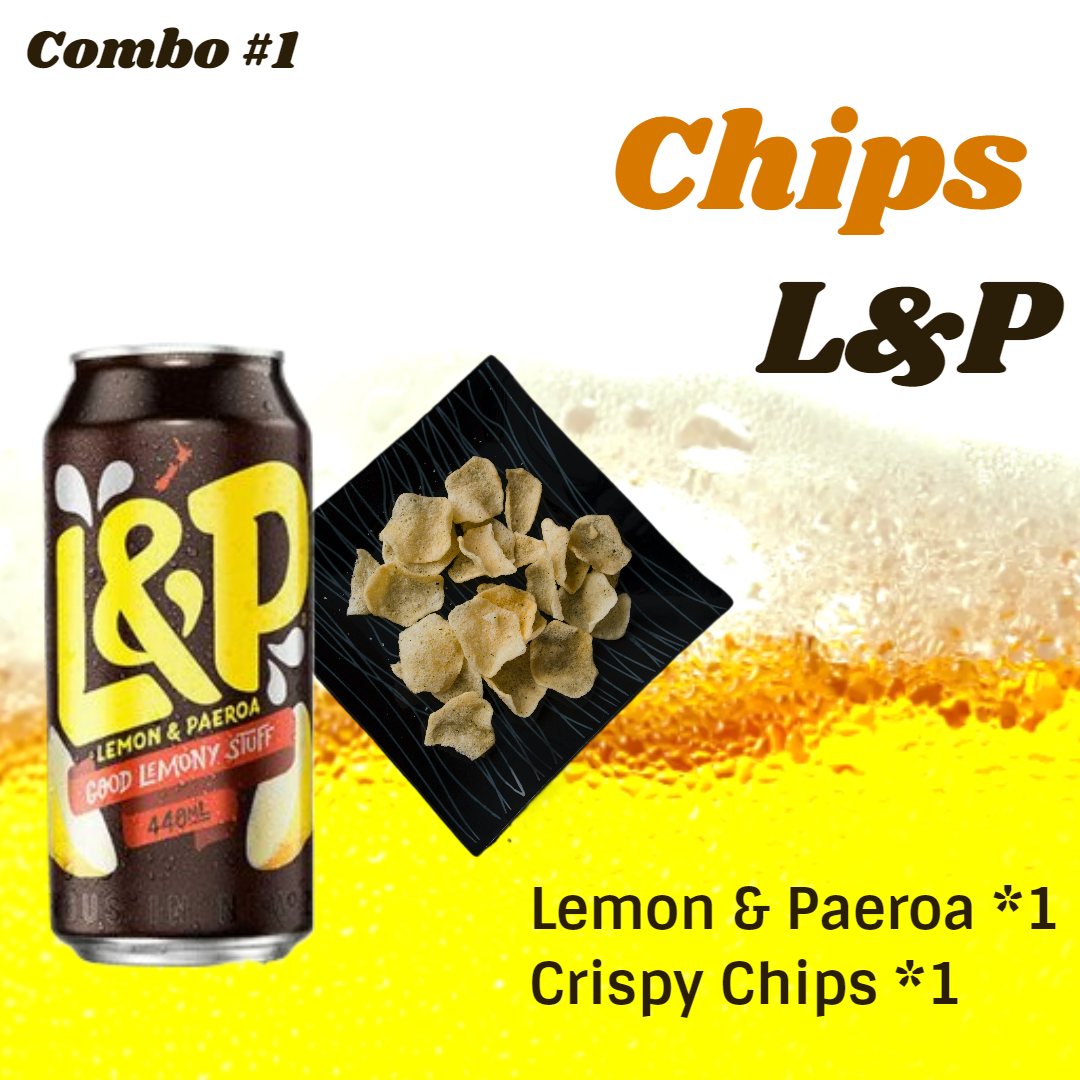 Combo #1
Chips
L&P
L&P
LEMON & PAEROA
GOOD LEMONY STUFF
440ML
Lemon & Paeroa *1
Crispy Chips *1